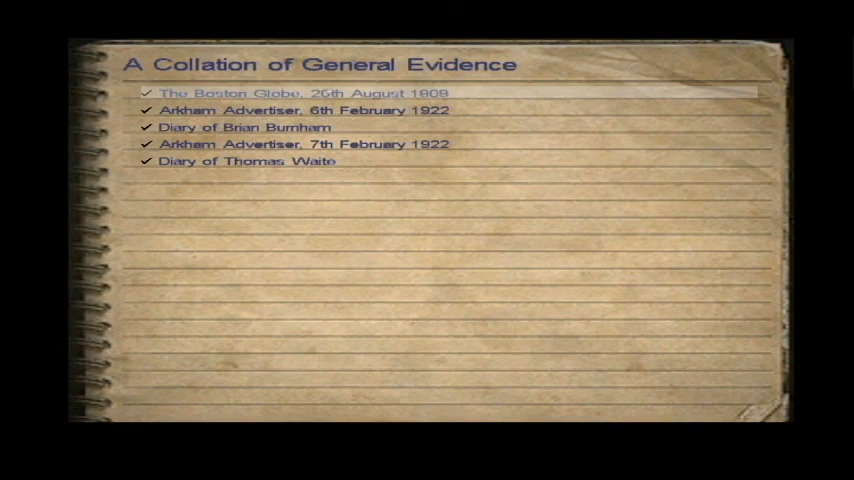 A Collation of General Evidence
The Boston Globe, 26th August 1909
Arkham Advertiser, 6th February 1922
Diary of Brian Burnham
Arkham Advertiser, 7th February 1922
Diary of Thomas Waite